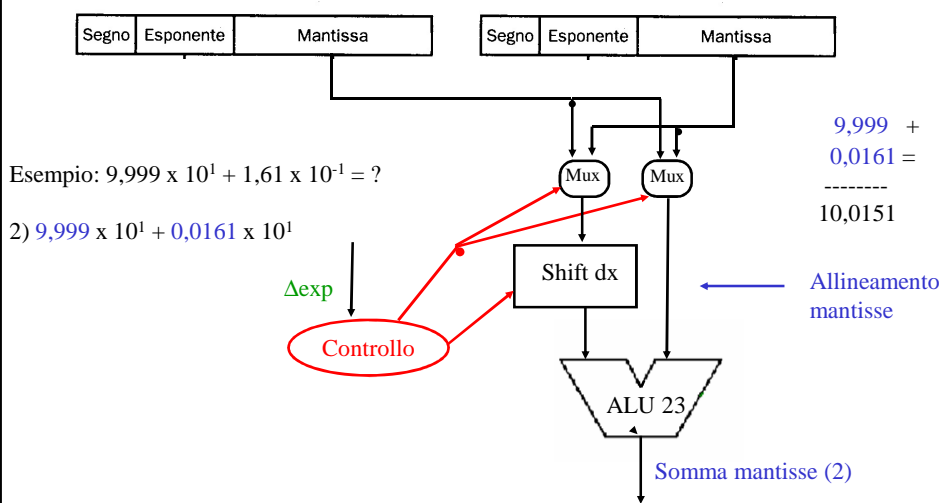 Segno Esponente Mantissa
Segno Esponente Mantissa
9,999 +
0,0161 =
--------
10,0151
Esempio: 9,999 x 10¹ + 1,61 x 10⁻¹ = ?
Mux
Mux
2) 9,999 x 10¹ + 0,0161 x 10¹
Shift dx
Δexp
Allineamento
mantisse
Controllo
ALU 23
Somma mantisse (2)